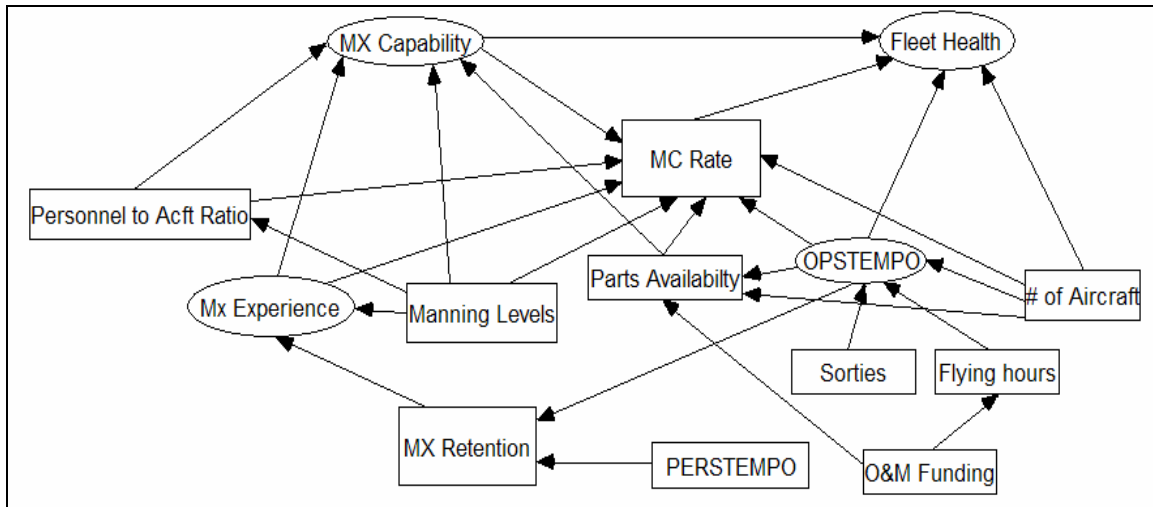 MX Capability
Fleet Health
MC Rate
Personnel to Acft Ratio
Parts Availabilty
OPSTEMPO
Mx Experience
Manning Levels
# of Aircraft
Sorties
Flying hours
MX Retention
PERSTEMPO
O&M Funding